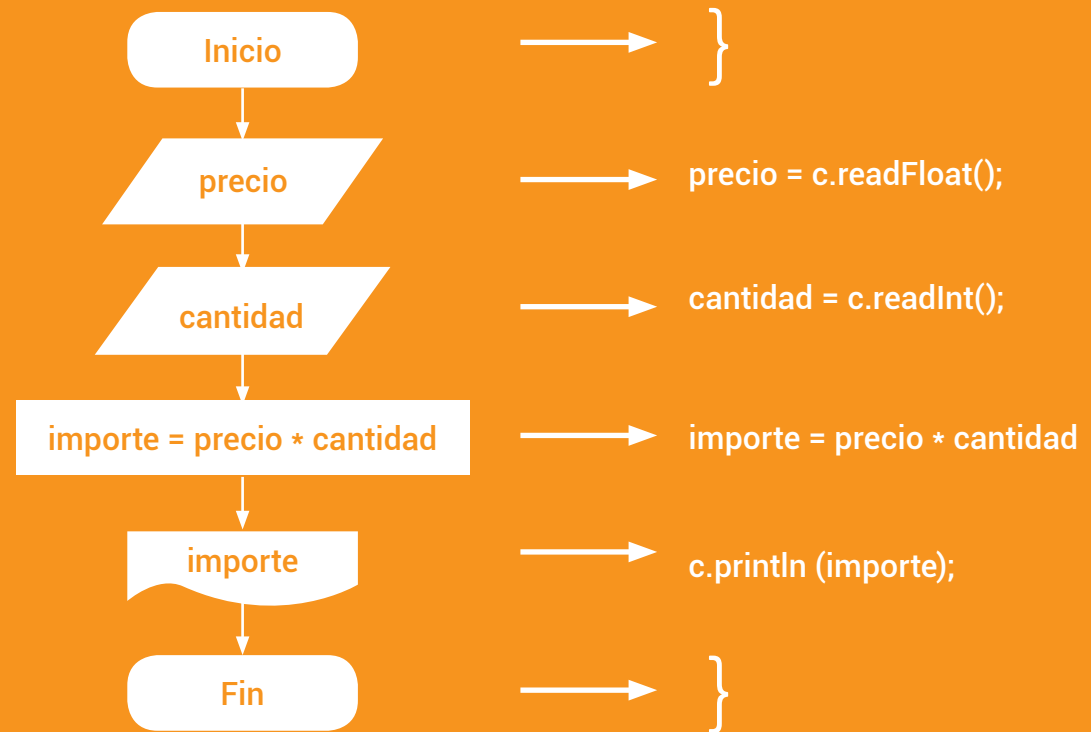 Inicio
}
precio
precio = c.readFloat();
cantidad
cantidad = c.readInt();
importe = precio * cantidad
importe = precio * cantidad
importe
c.println (importe);
Fin
}